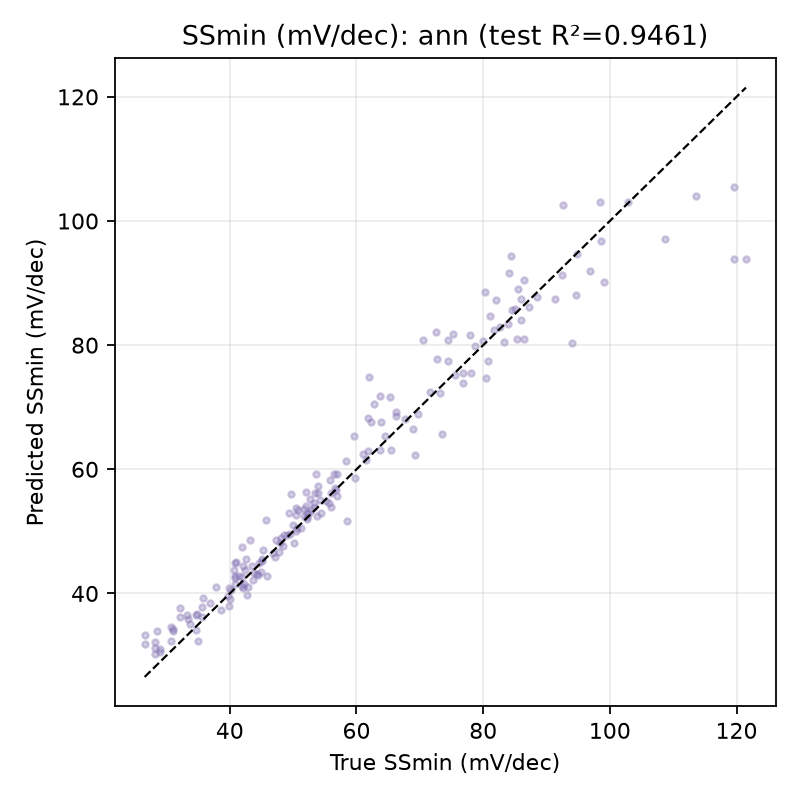 SSmin (mV/dec): ann (test R²=0.9461)
Predicted SSmin (mV/dec)
120
100
80
60
40
40 60 80 100 120
True SSmin (mV/dec)